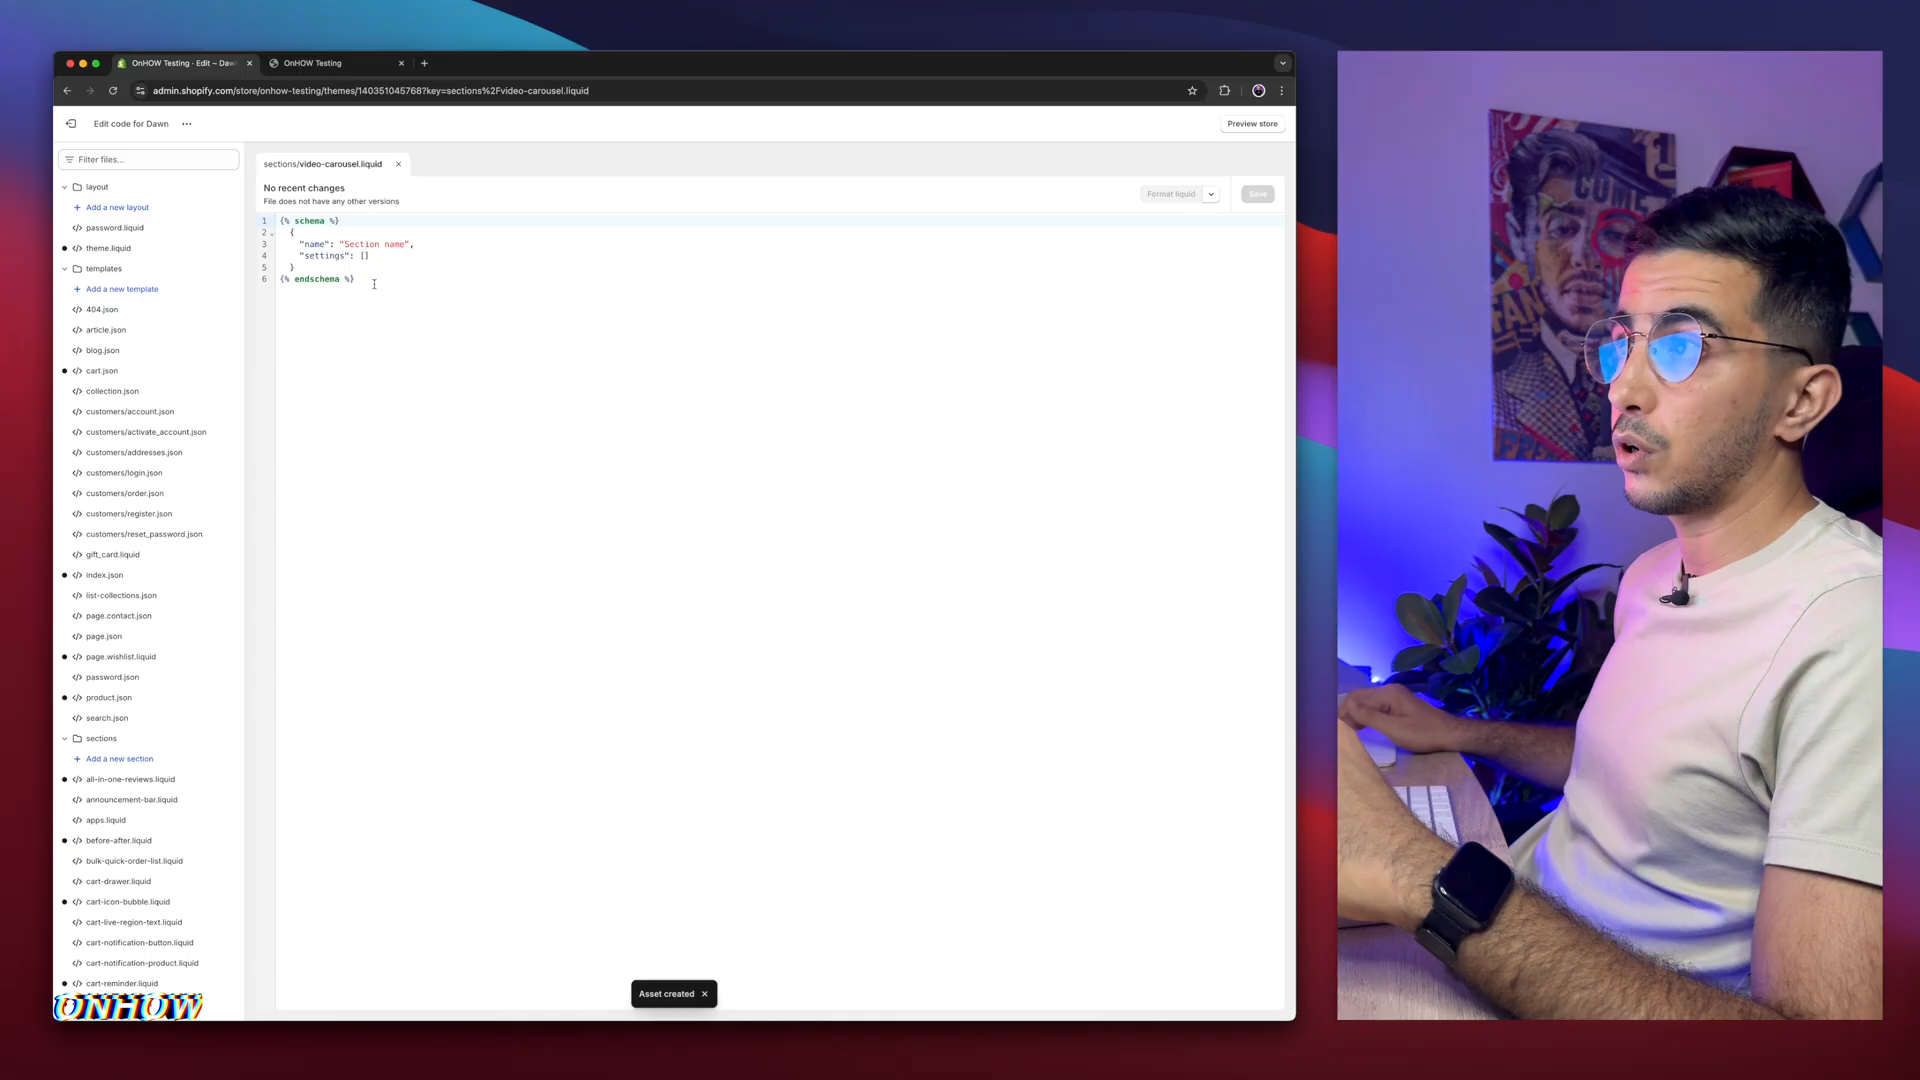 OnHOW Testing · Edit ~ Daw
OnHOW Testing
admin.shopify.com/store/onhow-testing/themes/140351045768?key=sections%2Fvideo-carousel.liquid
Edit code for Dawn
Preview store
Filter files...
layout
Add a new layout
password.liquid
theme.liquid
templates
Add a new template
404.json
article.json
blog.json
cart.json
collection.json
customers/account.json
customers/activate_account.json
customers/addresses.json
customers/login.json
customers/order.json
customers/register.json
customers/reset_password.json
gift_card.liquid
index.json
list-collections.json
page.contact.json
page.json
page.wishlist.liquid
password.json
product.json
search.json
sections
Add a new section
all-in-one-reviews.liquid
announcement-bar.liquid
apps.liquid
before-after.liquid
bulk-quick-order-list.liquid
cart-drawer.liquid
cart-icon-bubble.liquid
cart-live-region-text.liquid
cart-notification-button.liquid
cart-notification-product.liquid
cart-reminder.liquid
ONHOW
sections/video-carousel.liquid
No recent changes
File does not have any other versions
Format liquid
Save
1 {% schema %}
2 {
3 "name": "Section name",
4 "settings": []
5 }
6 {% endschema %}
Asset created
COME
FAN